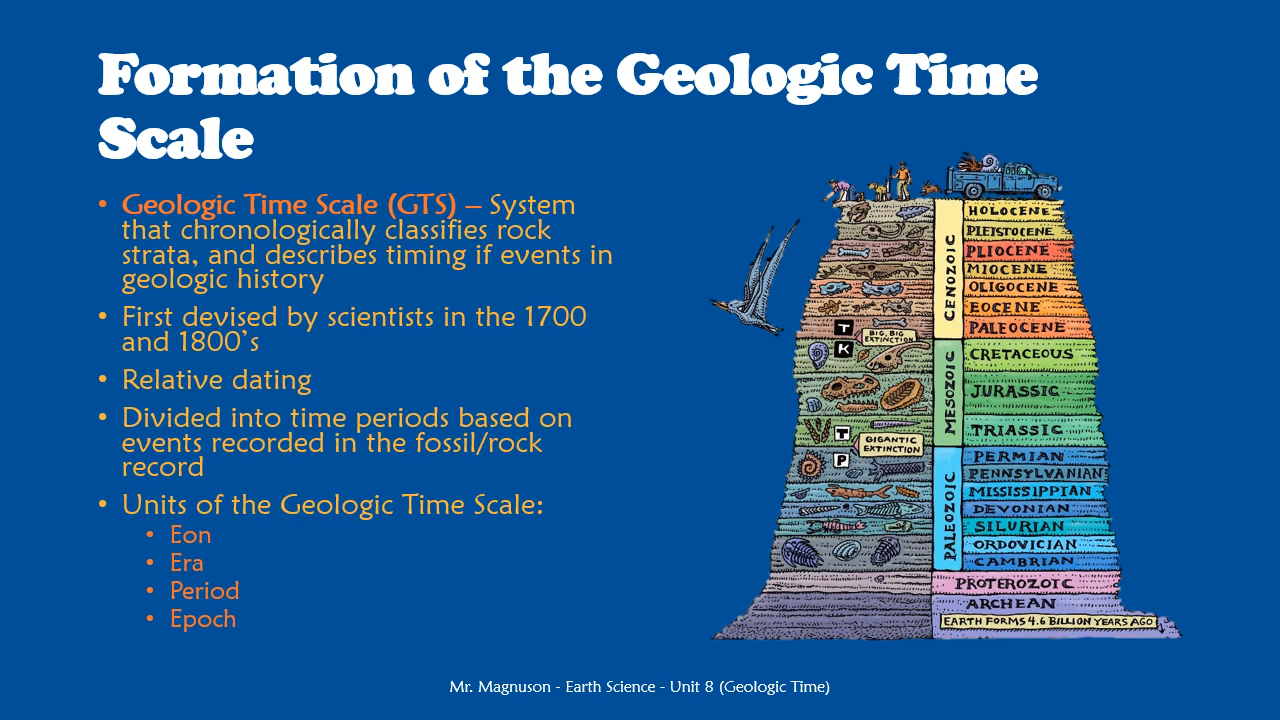 Formation of the Geologic Time
Scale
• Geologic Time Scale (GTS) – System
that chronologically classifies rock
strata, and describes timing if events in
geologic history
• First devised by scientists in the 1700
and 1800’s
• Relative dating
• Divided into time periods based on
events recorded in the fossil/rock
record
• Units of the Geologic Time Scale:
• Eon
• Era
• Period
• Epoch
CENOZOIC
HOLOCENE
PLEISTOCENE
PLIOCENE
MIOCENE
OLIGOCENE
EOCENE
PALEOCENE
T
BIG, BIG
EXTINCTION
K
MESOZOIC
CRETACEOUS
JURASSIC
TRIASSIC
T
GIGANTIC
EXTINCTION
P
PALEOZOIC
PERMIAN
PENNSYLVANIAN
MISSISSIPPIAN
DEVONIAN
SILURIAN
ORDOVICIAN
CAMBRIAN
PROTEROZOIC
ARCHEAN
EARTH FORMS 4.6 BILLION YEARS AGO
Mr. Magnuson - Earth Science - Unit 8 (Geologic Time)